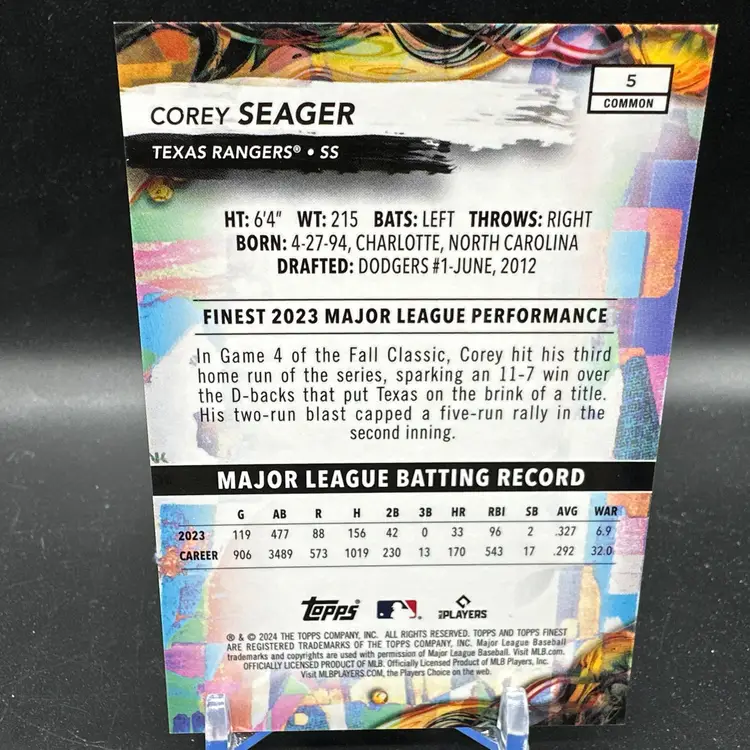 5
COMMON
COREY SEAGER
TEXAS RANGERS® • SS
HT: 6'4" WT: 215 BATS: LEFT THROWS: RIGHT
BORN: 4-27-94, CHARLOTTE, NORTH CAROLINA
DRAFTED: DODGERS #1-JUNE, 2012
FINEST 2023 MAJOR LEAGUE PERFORMANCE
In Game 4 of the Fall Classic, Corey hit his third
home run of the series, sparking an 11-7 win over
the D-backs that put Texas on the brink of a title.
His two-run blast capped a five-run rally in the
second inning.
MAJOR LEAGUE BATTING RECORD
G AB R H 2B 3B HR RBI SB AVG WAR
2023 119 477 88 156 42 0 33 96 2 .327 6.9
CAREER 906 3489 573 1019 230 13 170 543 17 .292 32.0
Topps® PLAYERS
® & © 2024 THE TOPPS COMPANY, INC. ALL RIGHTS RESERVED. TOPPS AND TOPPS FINEST
ARE REGISTERED TRADEMARKS OF THE TOPPS COMPANY, INC. Major League Baseball
trademarks and copyrights are used with permission of Major League Baseball. Visit MLB.com.
OFFICIALLY LICENSED PRODUCT OF MLB. Officially Licensed Product of MLB Players, Inc.
Visit MLBPLAYERS.COM, the Players Choice on the web.